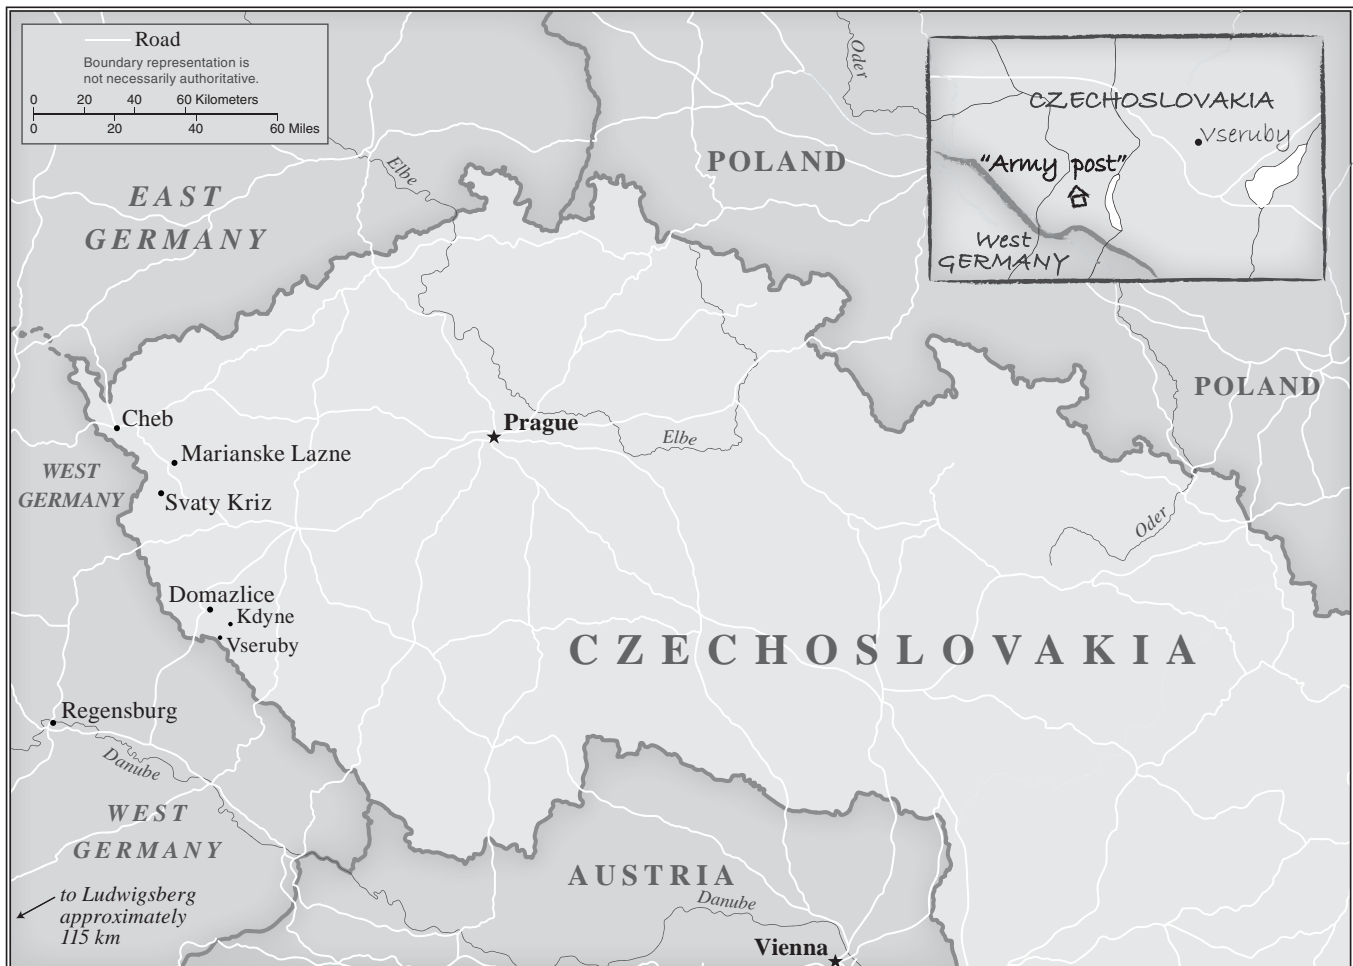 Road
Boundary representation is
not necessarily authoritative.
0 20 40 60 Kilometers
0 20 40 60 Miles
CZECHOSLOVAKIA
Vseruby
"Army post"
West
GERMANY
Oder
POLAND
Elbe
EAST
GERMANY
POLAND
Cheb
Prague
Elbe
Marianske Lazne
WEST
GERMANY
Svaty Kriz
Oder
Domazlice
Kdyne
Vseruby
CZECHOSLOVAKIA
Regensburg
Danube
WEST
GERMANY
AUSTRIA
Danube
to Ludwigsberg
approximately
115 km
Vienna